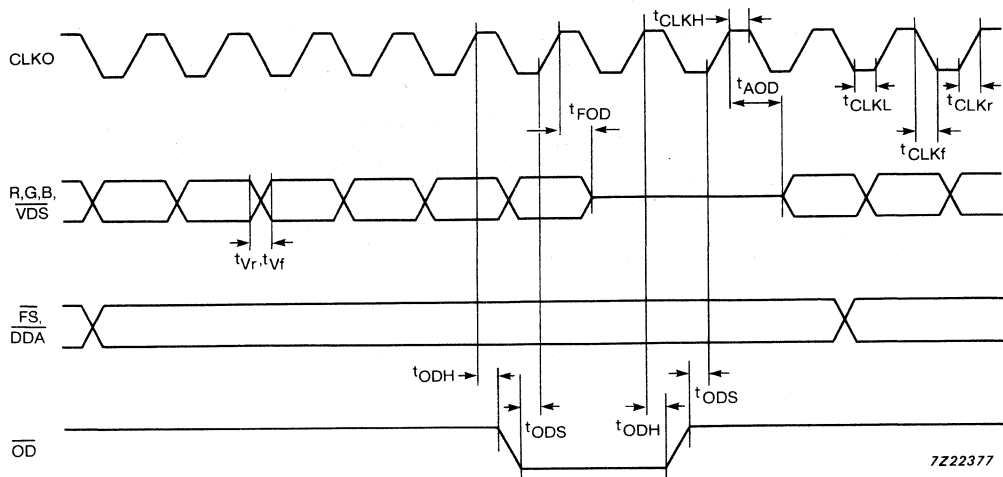 CLKO
tCLKH
tAOD
tFOD
tCLKL
tCLKr
tCLKf
R,G,B,
VDS
tVr,tVf
FS,
DDA
tODH
tODS
tODH
tODS
OD
7Z22377